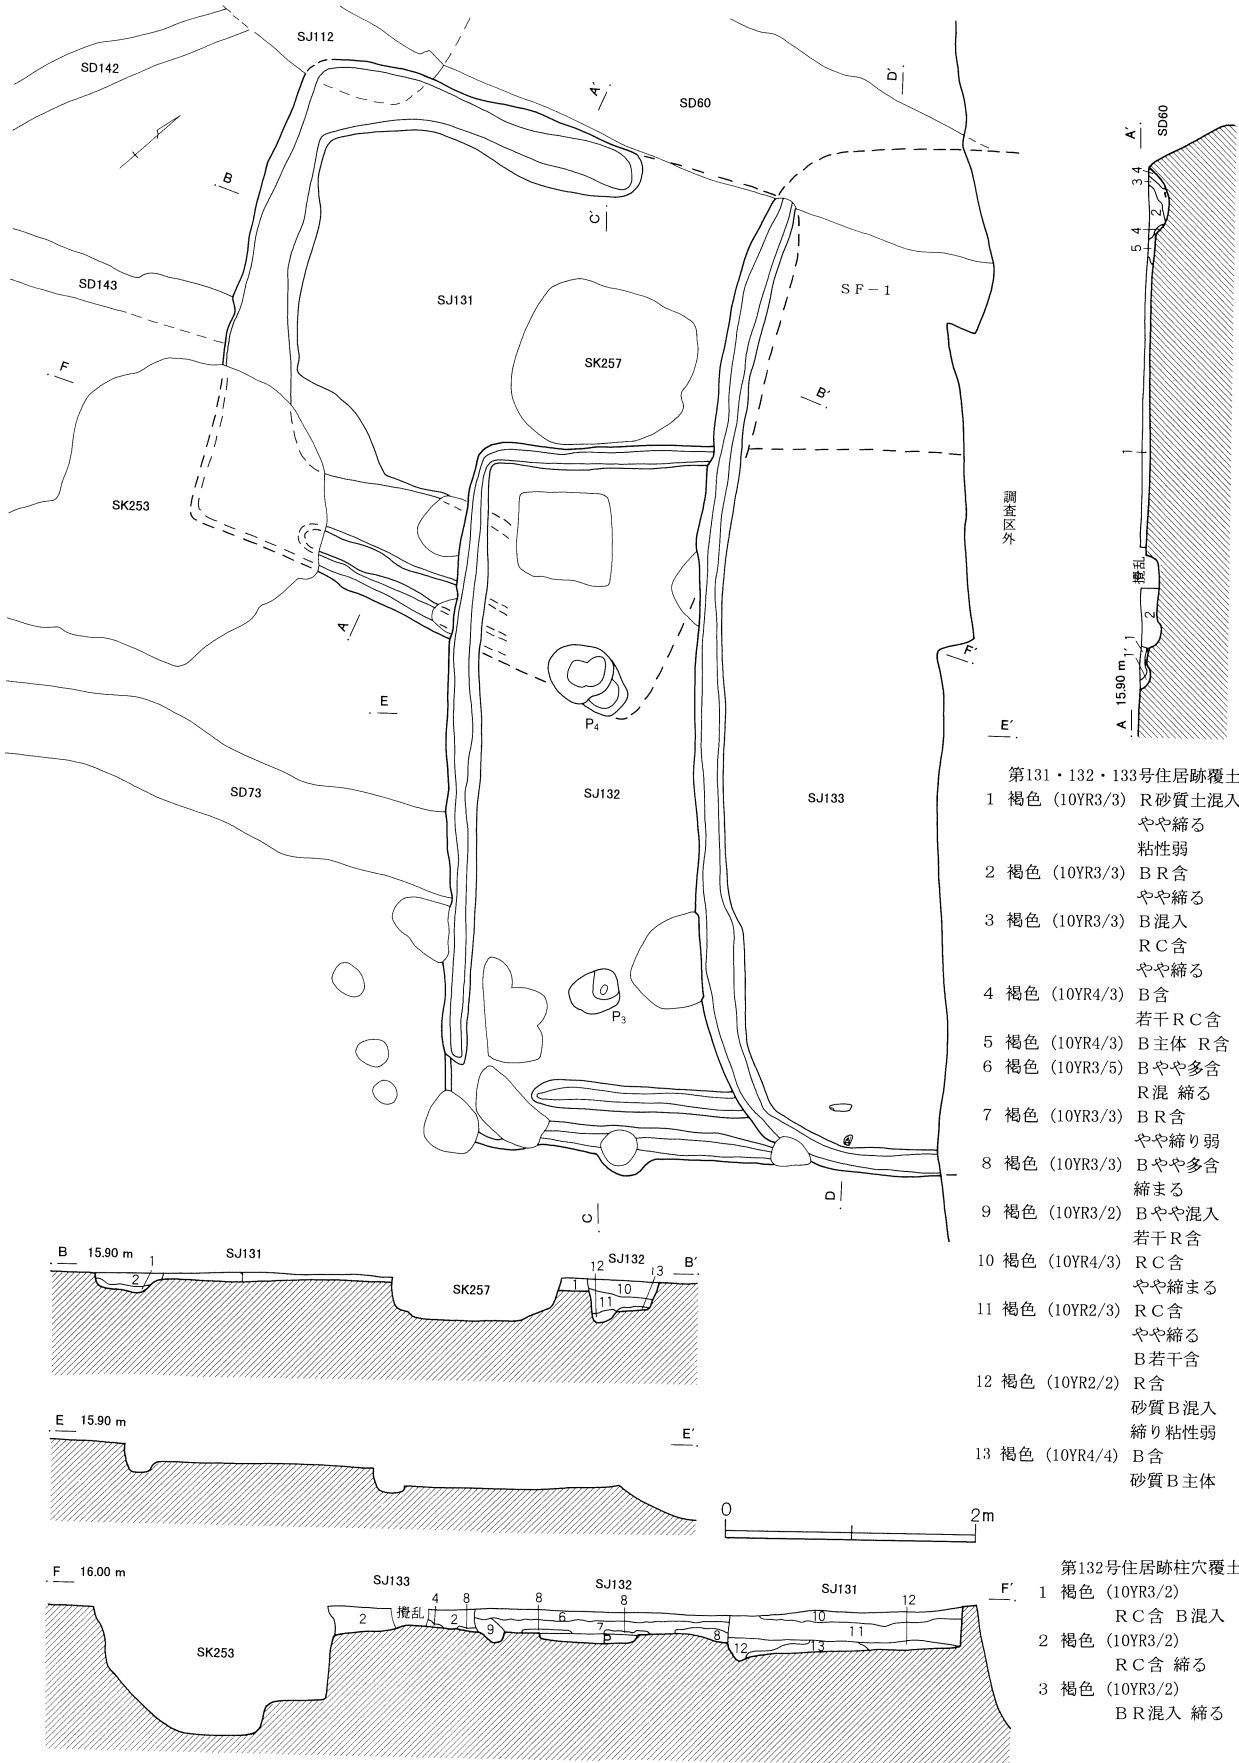 SJ112
SD142
A′
D′
SD60
B
C′
SD143
SJ131
SF-1
SK257
F
B′
SK253
調査区外
A
F′
E
P4
E′
SD73
SJ132
SJ133
P3
D
C
A′
SD60
3 4
2
5 4
1
攪乱
2
1′ 1
A 15.90 m
第131・132・133号住居跡覆土
1 褐色 (10YR3/3) R砂質土混入
やや締る
粘性弱
2 褐色 (10YR3/3) BR含
やや締る
3 褐色 (10YR3/3) B混入
RC含
やや締る
4 褐色 (10YR4/3) B含
若干RC含
5 褐色 (10YR4/3) B主体 R含
6 褐色 (10YR3/5) Bやや多含
R混 締る
7 褐色 (10YR3/3) BR含
やや締り弱
8 褐色 (10YR3/3) Bやや多含
締まる
9 褐色 (10YR3/2) Bやや混入
若干R含
10 褐色 (10YR4/3) RC含
やや締まる
11 褐色 (10YR2/3) RC含
やや締る
B若干含
12 褐色 (10YR2/2) R含
砂質B混入
締り粘性弱
13 褐色 (10YR4/4) B含
砂質B主体
B 15.90 m 1 SJ131 SJ132 B′
2 SK257 1 12 10 13
11
E 15.90 m E′
0 2m
F 16.00 m SJ133 SJ132 SJ131 F′
2 攪乱 4 2 8 9 8 6 7 8 P 8 12 10 11 13 12
SK253
第132号住居跡柱穴覆土
1 褐色 (10YR3/2)
RC含 B混入
2 褐色 (10YR3/2)
RC含 締る
3 褐色 (10YR3/2)
BR混入 締る